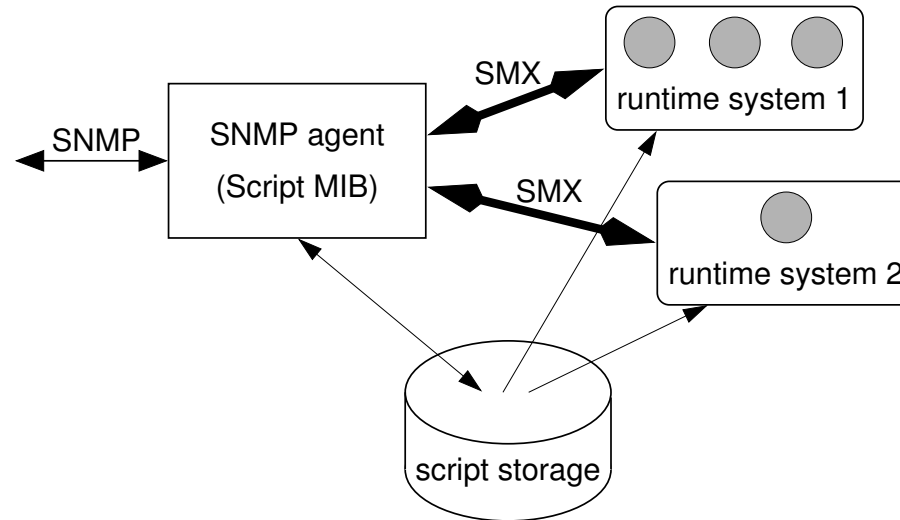 SMX
runtime system 1
SNMP
SNMP agent
(Script MIB)
SMX
runtime system 2
script storage